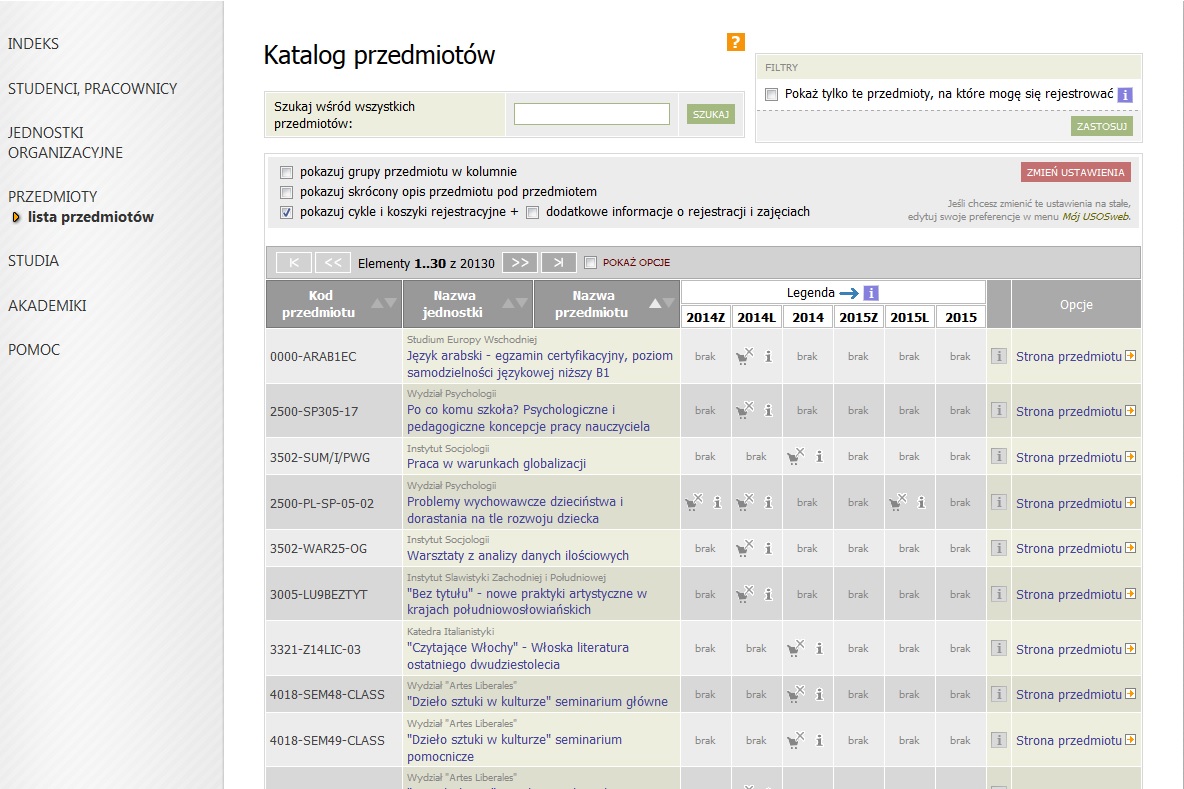 INDEKS
STUDENCI, PRACOWNICY
JEDNOSTKI
ORGANIZACYJNE
PRZEDMIOTY
lista przedmiotów
STUDIA
AKADEMIKI
POMOC
Katalog przedmiotów
?
Szukaj wśród wszystkich
przedmiotów:
SZUKAJ
FILTRY
Pokaż tylko te przedmioty, na które mogę się rejestrować i
ZASTOSUJ
pokazuj grupy przedmiotu w kolumnie
pokazuj skrócony opis przedmiotu pod przedmiotem
pokazuj cykle i koszyki rejestracyjne + dodatkowe informacje o rejestracji i zajęciach
ZMIEŃ USTAWIENIA
Jeśli chcesz zmienić te ustawienia na stałe,
edytuj swoje preferencje w menu Mój USOSweb.
K << Elementy 1..30 z 20130 >> >| POKAŻ OPCJE
Kod
przedmiotu
Nazwa
jednostki
Nazwa
przedmiotu
Legenda i
2014Z 2014L 2014 2015Z 2015L 2015
Opcje
Studium Europy Wschodniej
0000-ARAB1EC Język arabski - egzamin certyfikacyjny, poziom brak i brak brak brak brak i Strona przedmiotu
samodzielności językowej niższy B1
Wydział Psychologii
2500-SP305-17 Po co komu szkoła? Psychologiczne i brak i brak brak brak brak i Strona przedmiotu
pedagogiczne koncepcje pracy nauczyciela
Instytut Socjologii
3502-SUM/I/PWG Praca w warunkach globalizacji brak brak i brak brak brak i Strona przedmiotu
Wydział Psychologii
2500-PL-SP-05-02 Problemy wychowawcze dzieciństwa i i i brak brak i brak i Strona przedmiotu
dorastania na tle rozwoju dziecka
Instytut Socjologii
3502-WAR25-OG Warsztaty z analizy danych ilościowych brak i brak brak brak brak i Strona przedmiotu
Instytut Slawistyki Zachodniej i Południowej
3005-LU9BEZTYT "Bez tytułu" - nowe praktyki artystyczne w brak i brak brak brak brak i Strona przedmiotu
krajach południowosłowiańskich
Katedra Italianistyki
3321-Z14LIC-03 "Czytające Włochy" - Włoska literatura brak brak i brak brak brak i Strona przedmiotu
ostatniego dwudziestolecia
Wydział "Artes Liberales"
4018-SEM48-CLASS "Dzieło sztuki w kulturze" seminarium główne brak brak i brak brak brak i Strona przedmiotu
Wydział "Artes Liberales"
4018-SEM49-CLASS "Dzieło sztuki w kulturze" seminarium brak brak i brak brak brak i Strona przedmiotu
pomocnicze
Wydział "Artes Liberales"